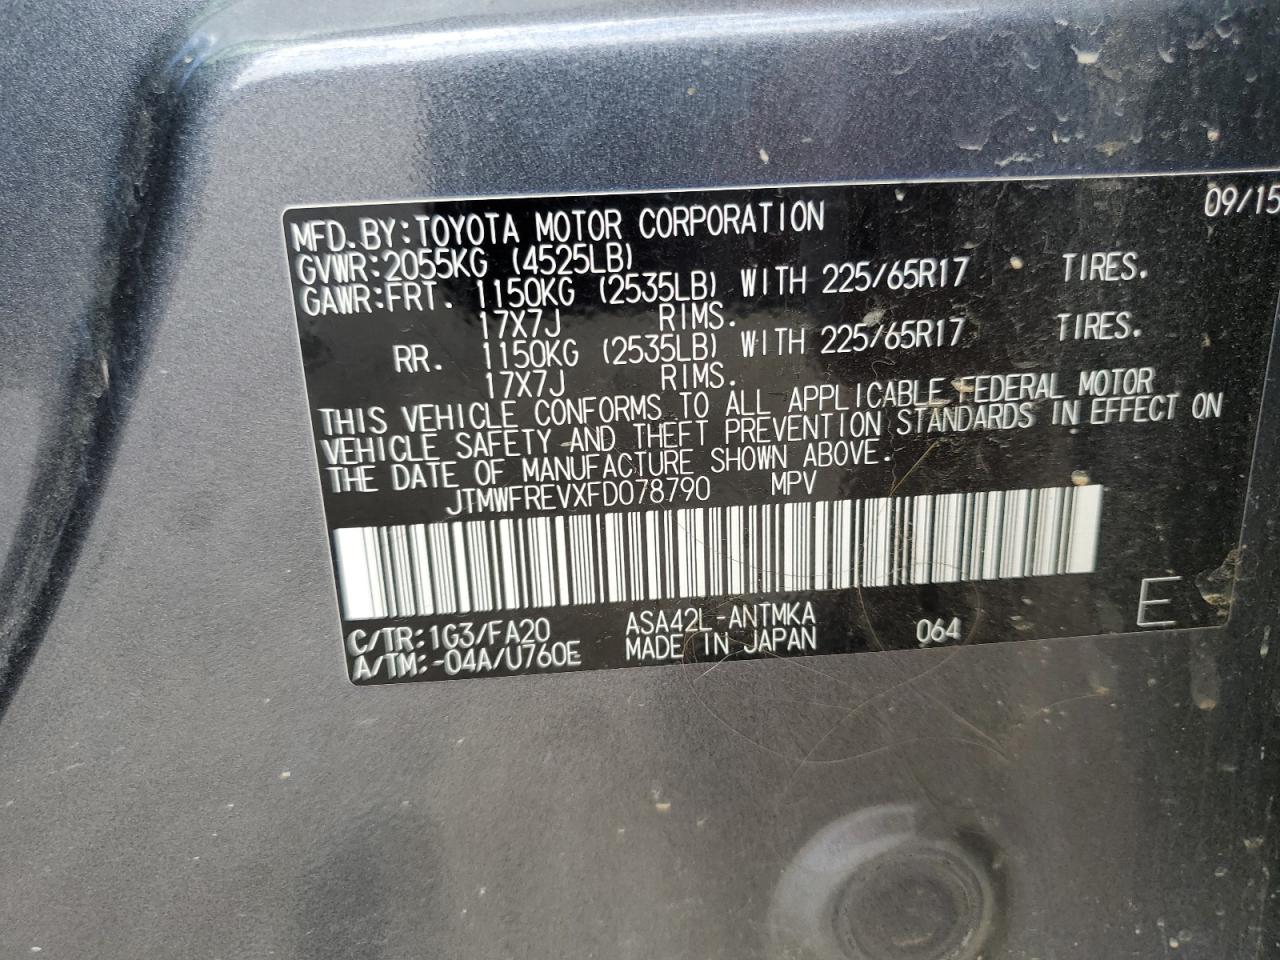 09/15
MFD.BY:TOYOTA MOTOR CORPORATION
GVWR:2055KG (4525LB)
GAWR:FRT. 1150KG (2535LB) WITH 225/65R17 TIRES.
17X7J RIMS.
RR. 1150KG (2535LB) WITH 225/65R17 TIRES.
17X7J RIMS.
THIS VEHICLE CONFORMS TO ALL APPLICABLE FEDERAL MOTOR
VEHICLE SAFETY AND THEFT PREVENTION STANDARDS IN EFFECT ON
THE DATE OF MANUFACTURE SHOWN ABOVE.
JTMWFREVXFD078790 MPV
C/TR:1G3/FA20 ASA42L-ANTMKA 064 E
A/TM:-04A/U760E MADE IN JAPAN